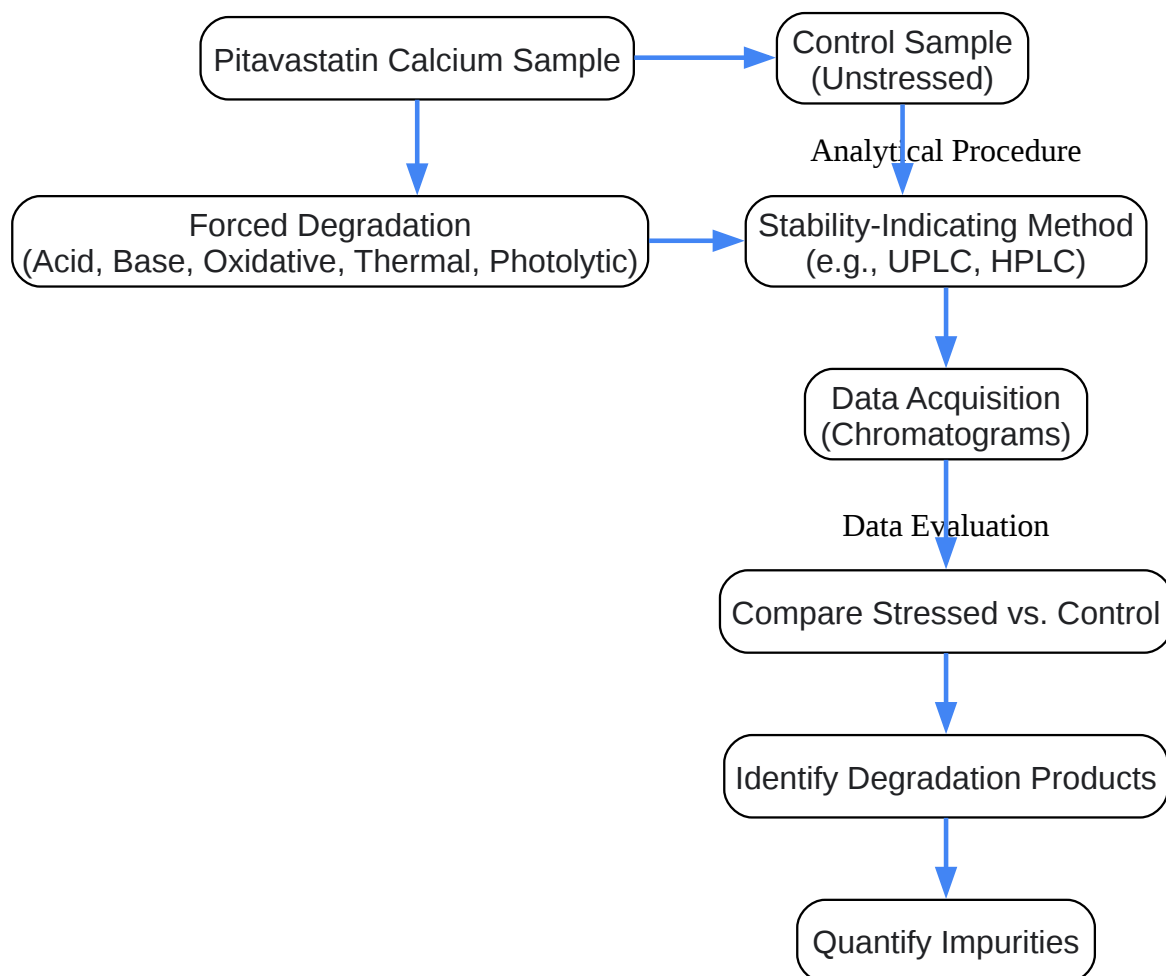 Pitavastatin Calcium Sample
Control Sample
(Unstressed)
Analytical Procedure
Forced Degradation
(Acid, Base, Oxidative, Thermal, Photolytic)
Stability-Indicating Method
(e.g., UPLC, HPLC)
Data Acquisition
(Chromatograms)
Data Evaluation
Compare Stressed vs. Control
Identify Degradation Products
Quantify Impurities